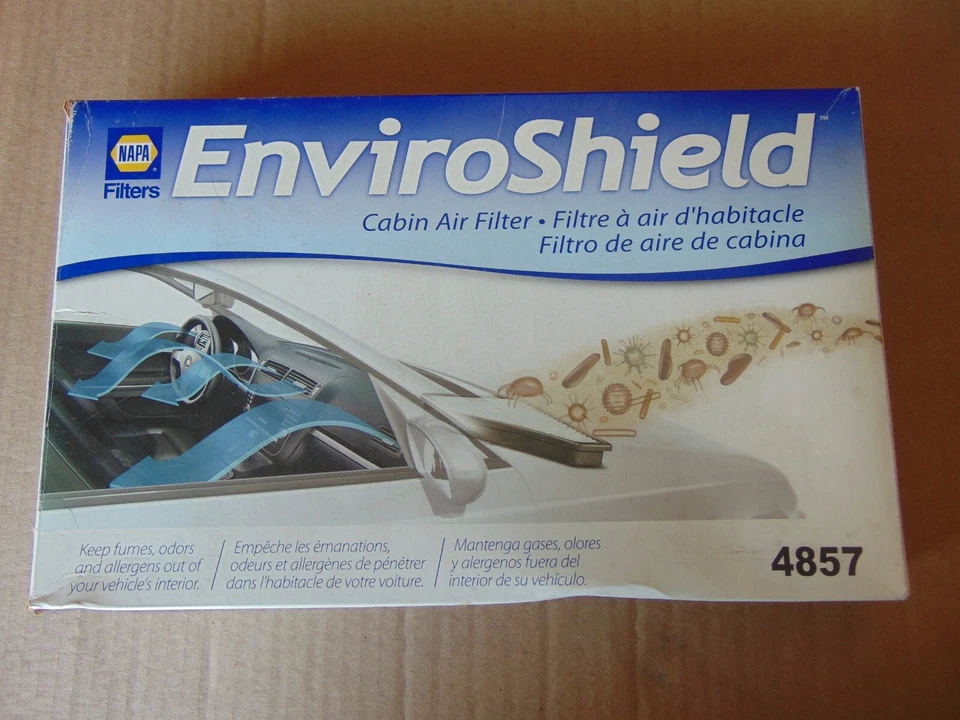 NAPA
®
Filters
EnviroShield™
Cabin Air Filter • Filtre à air d'habitacle
Filtro de aire de cabina
Keep fumes, odors
and allergens out of
your vehicle's interior.
Empêche les émanations,
odeurs et allergènes de pénétrer
dans l'habitacle de votre voiture.
Mantenga gases, olores
y alergenos fuera del
interior de su vehículo.
4857